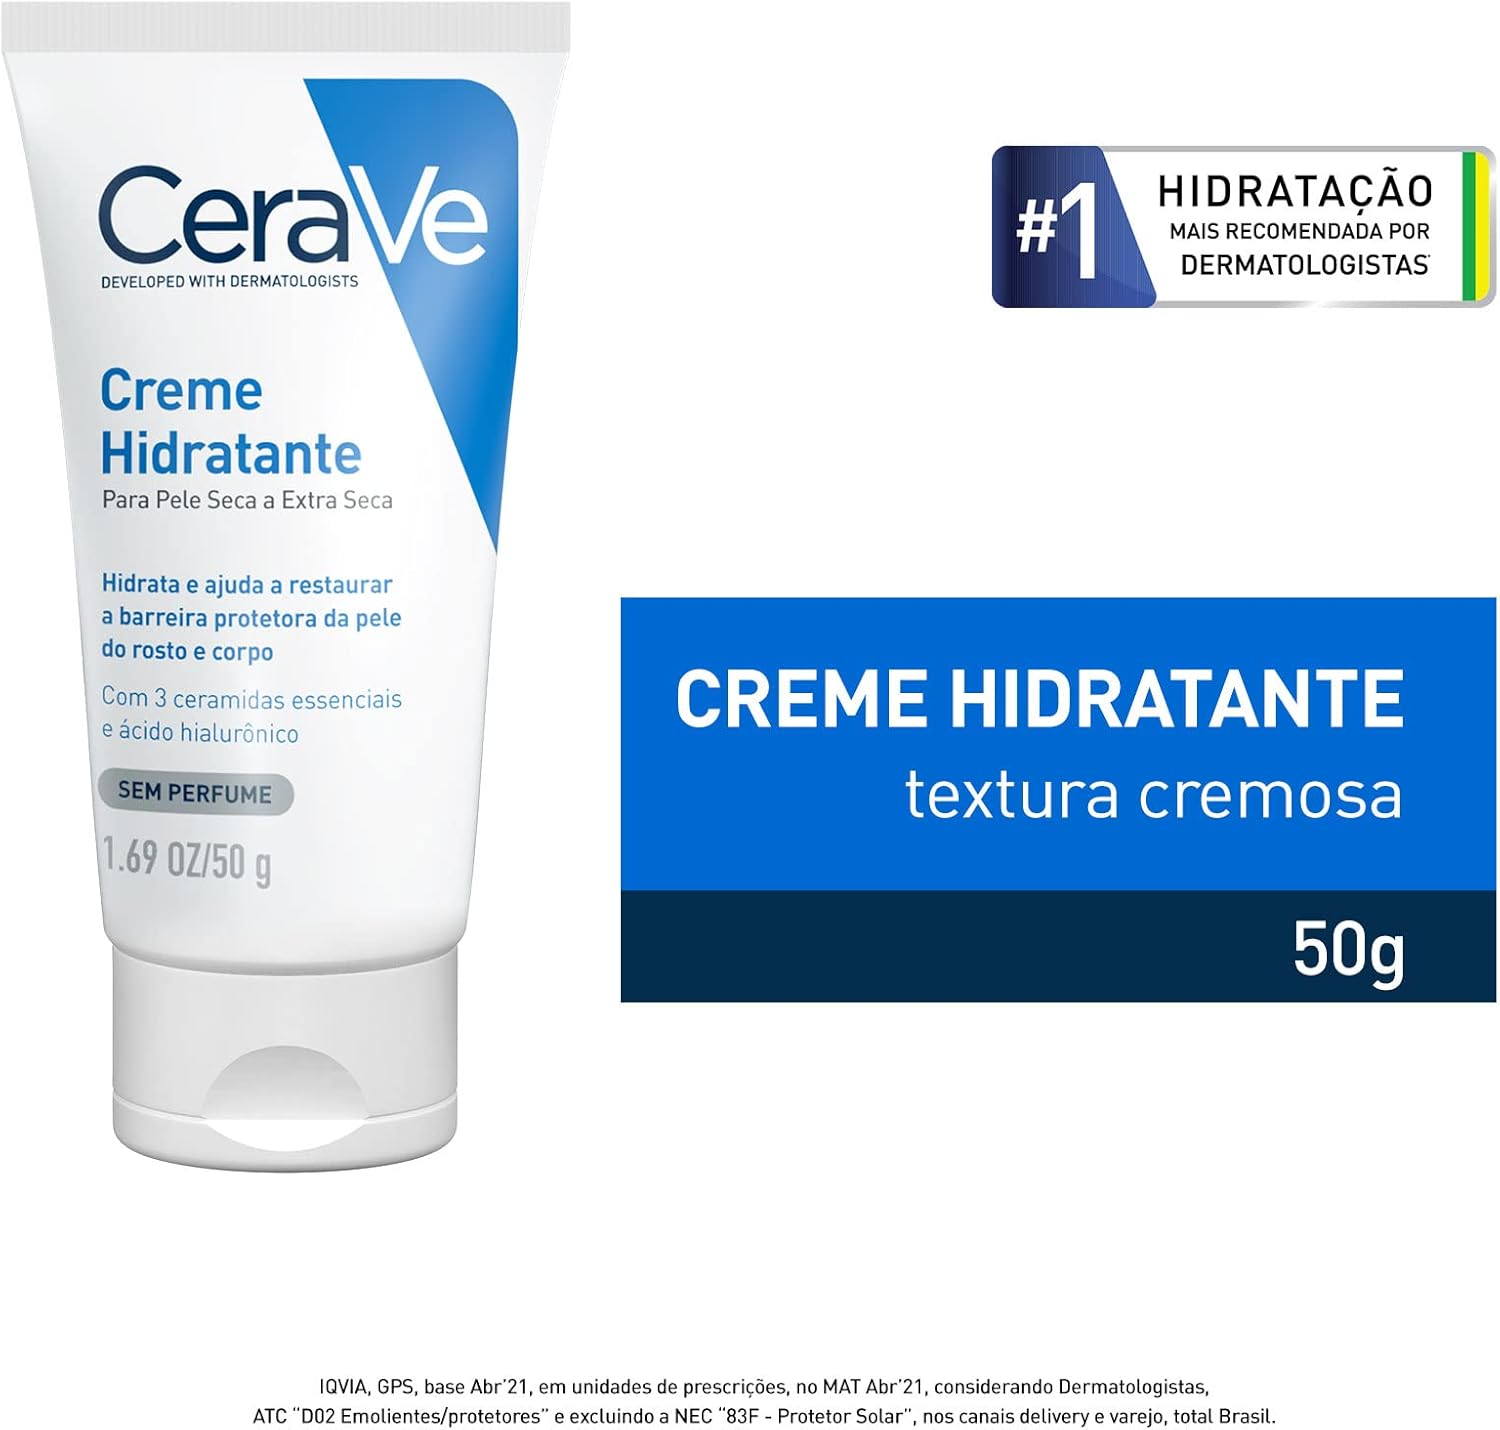 CeraVe
DEVELOPED WITH DERMATOLOGISTS
Creme
Hidratante
Para Pele Seca a Extra Seca
Hidrata e ajuda a restaurar
a barreira protetora da pele
do rosto e corpo
Com 3 ceramidas essenciais
e ácido hialurônico
SEM PERFUME
1.69 OZ/50 g
#1
HIDRATAÇÃO
MAIS RECOMENDADA POR
DERMATOLOGISTAS*
CREME HIDRATANTE
textura cremosa
50g
IQVIA, GPS, base Abr'21, em unidades de prescrições, no MAT Abr'21, considerando Dermatologistas,
ATC “D02 Emolientes/protetores” e excluindo a NEC “83F - Protetor Solar”, nos canais delivery e varejo, total Brasil.